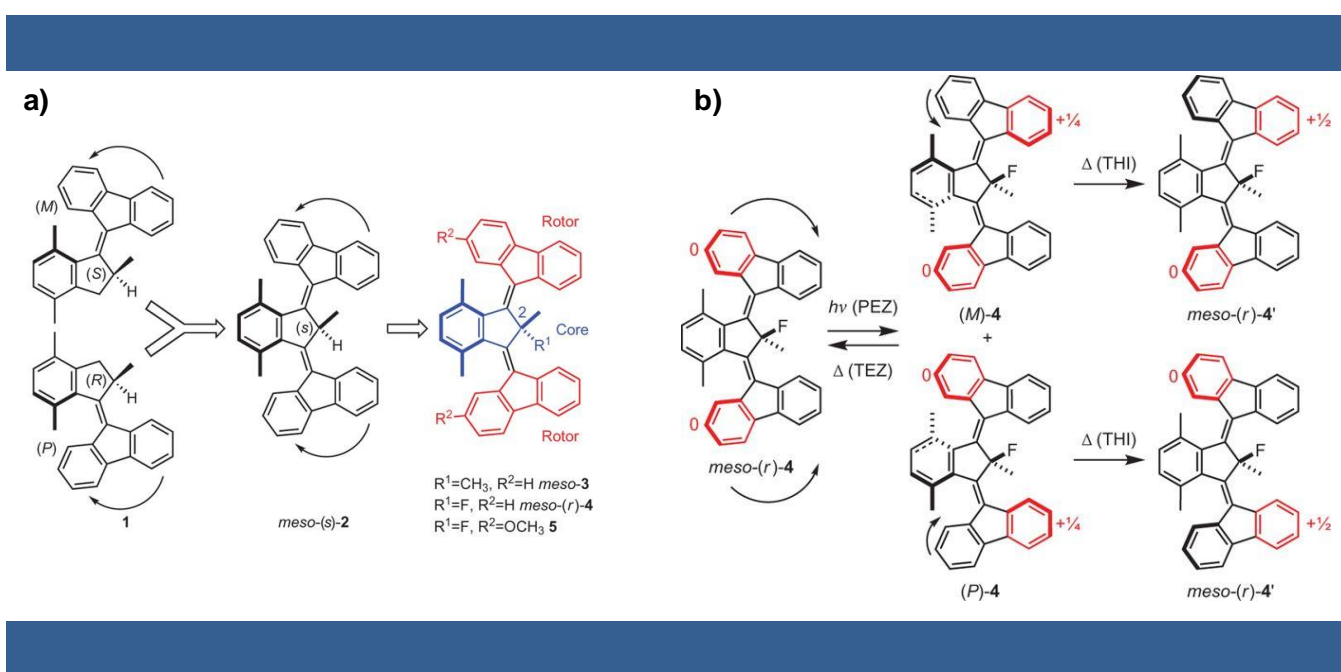 a)
(M)
(S)
H
(R)
H
(P)
1
(s)
H
meso-(s)-2
Rotor
R²
2
Core
R¹
R²
Rotor
R¹=CH₃, R²=H meso-3
R¹=F, R²=H meso-(r)-4
R¹=F, R²=OCH₃ 5
b)
0
F
0
meso-(r)-4
hν (PEZ)
Δ (TEZ)
+¼
F
0
(M)-4
+
0
F
+¼
(P)-4
Δ (THI)
Δ (THI)
+½
F
0
meso-(r)-4'
0
F
+½
meso-(r)-4'